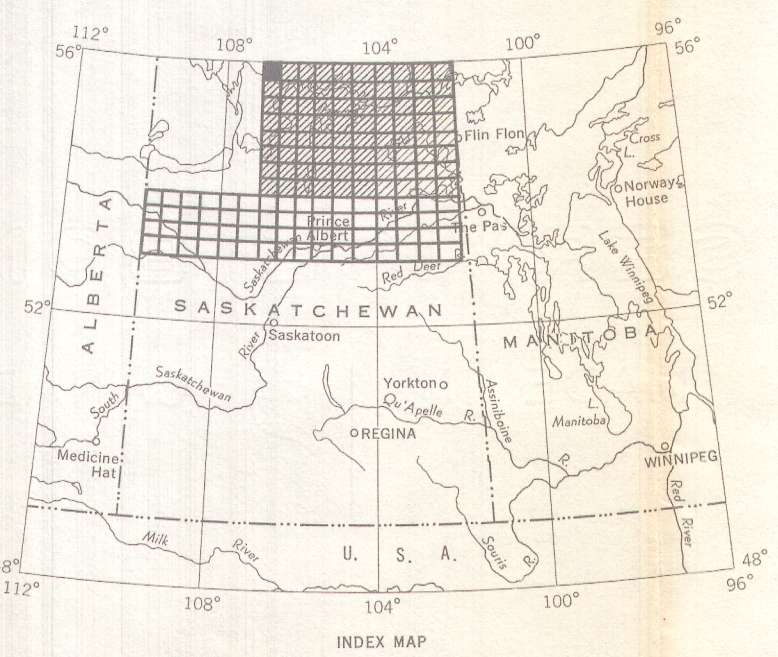 112° 108° 104° 100° 96°
56° 56°
Flin Flon
Cross
L.
Norway
House
ALBERTA
Prince
Albert
River
Saskatchewan
The Pas
Lake Winnipeg
Red Deer
52° SASKATCHEWAN 52°
MANITOBA
Saskatoon
River
Saskatchewan
South
Yorkton
Qu'Appelle R.
Assiniboine
R.
L.
Manitoba
REGINA
Medicine
Hat
WINNIPEG
Red
River
Milk River
U. S. A.
Souris
R.
8° 48°
112° 108° 104° 100° 96°
INDEX MAP